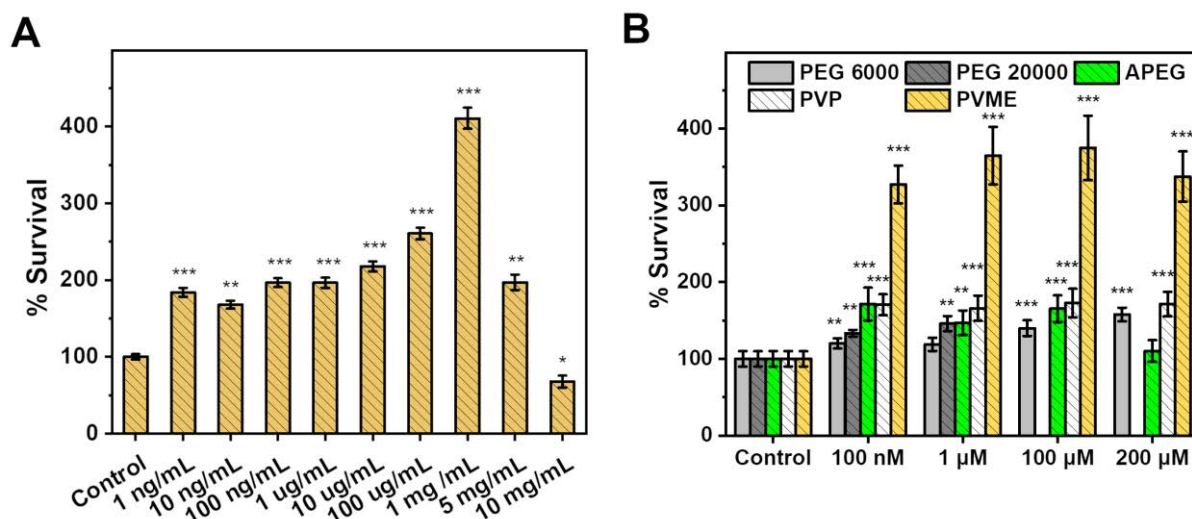 A
% Survival
400
300
200
100
0
***
**
***
***
***
***
***
**
*
Control
1 ng/mL
10 ng/mL
100 ng/mL
1 ug/mL
10 ug/mL
100 ug/mL
1 mg /mL
5 mg/mL
10 mg/mL
B
PEG 6000 PEG 20000 APEG
PVP PVME
% Survival
400
300
200
100
0
** ** *** *** ***
** ** *** ***
*** *** *** ***
*** *** ***
Control 100 nM 1 µM 100 µM 200 µM